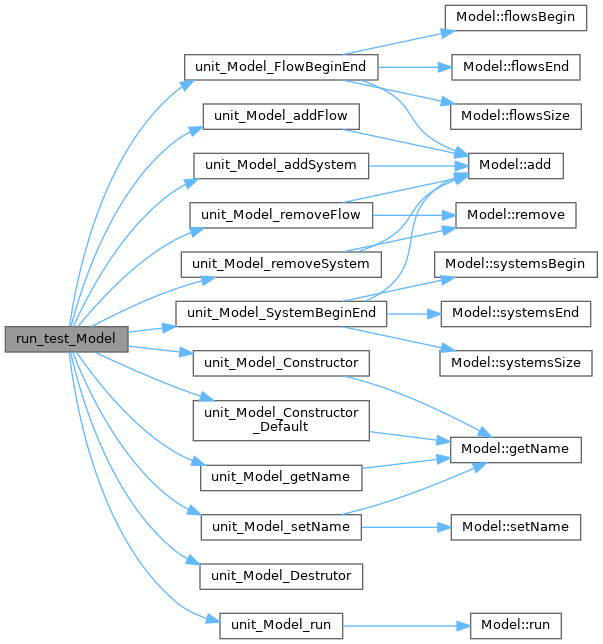 run_test_Model
unit_Model_FlowBeginEnd
unit_Model_addFlow
unit_Model_addSystem
unit_Model_removeFlow
unit_Model_removeSystem
unit_Model_SystemBeginEnd
unit_Model_Constructor
unit_Model_Constructor
_Default
unit_Model_getName
unit_Model_setName
unit_Model_Destrutor
unit_Model_run
Model::flowsBegin
Model::flowsEnd
Model::flowsSize
Model::add
Model::remove
Model::systemsBegin
Model::systemsEnd
Model::systemsSize
Model::getName
Model::setName
Model::run